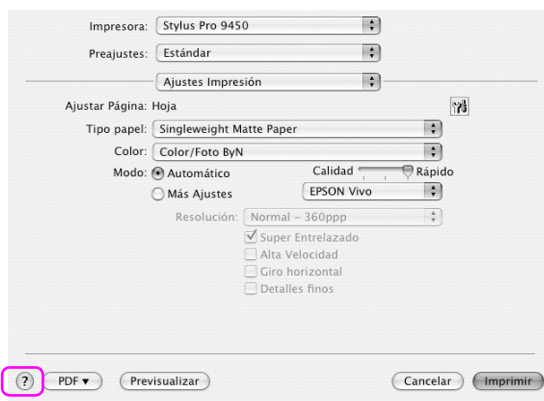 Impresora: Stylus Pro 9450
Preajustes: Estándar
Ajustes Impresión
Ajustar Página: Hoja
Tipo papel: Singleweight Matte Paper
Color: Color/Foto ByN
Modo: Automático Calidad Rápido
Más Ajustes EPSON Vivo
Resolución: Normal – 360ppp
Super Entrelazado
Alta Velocidad
Giro horizontal
Detalles finos
? PDF ▼ Previsualizar Cancelar Imprimir